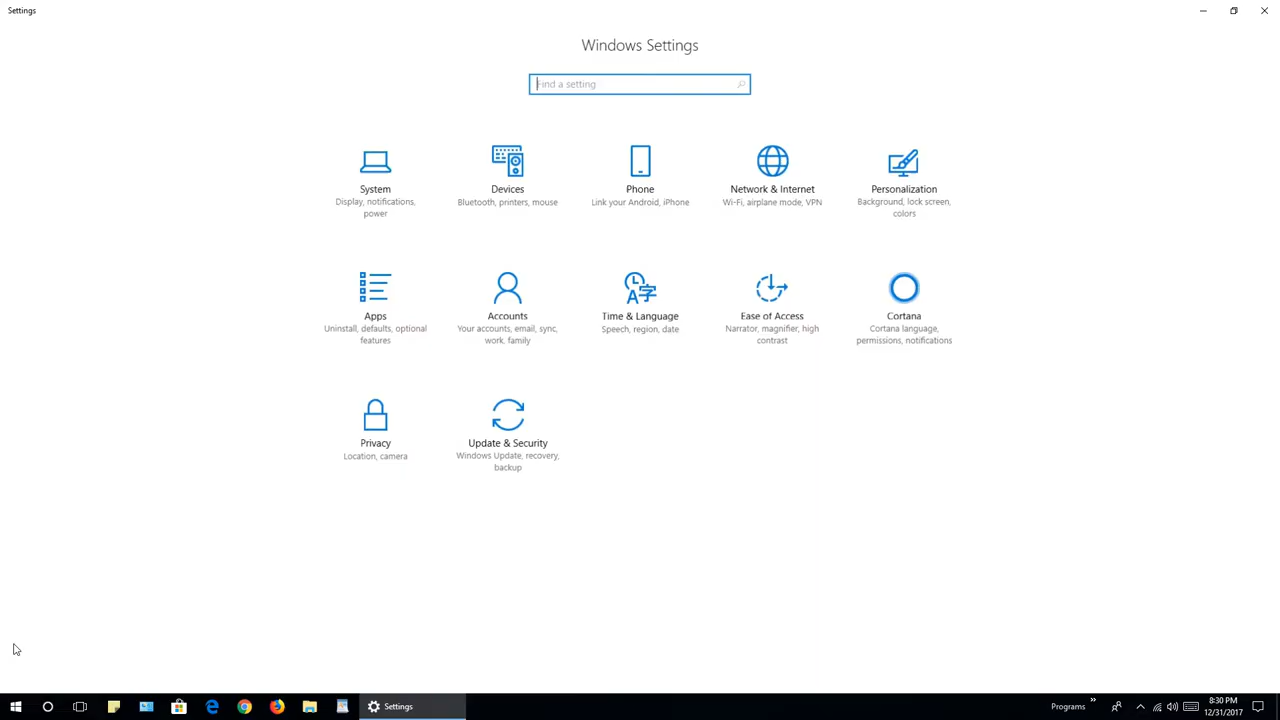 Settings
Windows Settings
Find a setting
System
Display, notifications,
power
Devices
Bluetooth, printers, mouse
Phone
Link your Android, iPhone
Network & Internet
Wi-Fi, airplane mode, VPN
Personalization
Background, lock screen,
colors
Apps
Uninstall, defaults, optional
features
Accounts
Your accounts, email, sync,
work, family
Time & Language
Speech, region, date
Ease of Access
Narrator, magnifier, high
contrast
Cortana
Cortana language,
permissions, notifications
Privacy
Location, camera
Update & Security
Windows Update, recovery,
backup
Settings
Programs
8:30 PM
12/31/2017